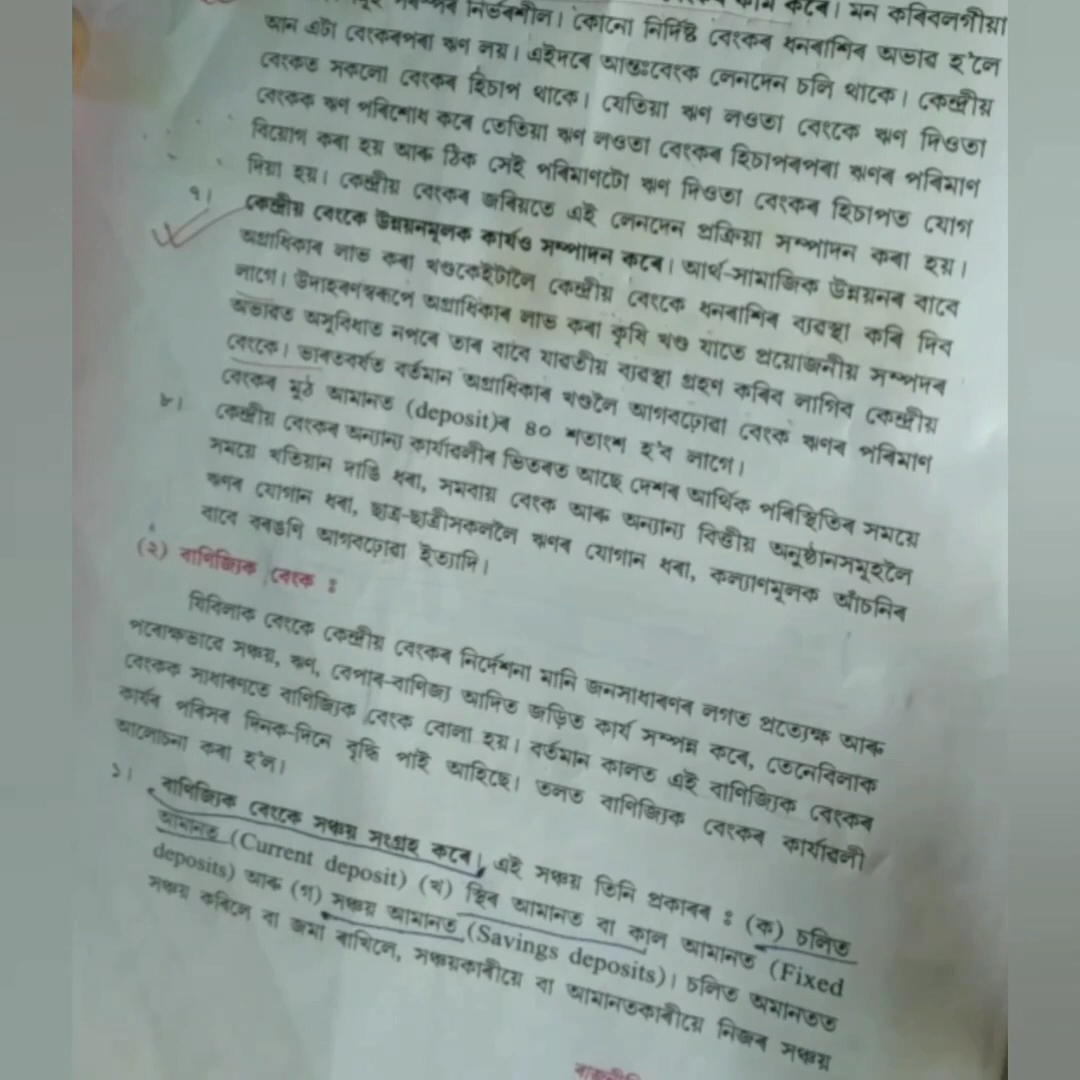 নিৰ্ভৰশীল। কোনো নিৰ্দিষ্ট বেংকৰ ধনৰাশিৰ অভাৱ হ'লে
কাম কৰে। মন কৰিবলগীয়া
আন এটা বেংকৰপৰা ঋণ লয়। এইদৰে আন্তঃবেংক লেনদেন চলি থাকে। কেন্দ্ৰীয়
বেংকত সকলো বেংকৰ হিচাপ থাকে। যেতিয়া ঋণ লওতা বেংকে ঋণ দিওতা
বেংকক ঋণ পৰিশোধ কৰে তেতিয়া ঋণ লওতা বেংকৰ হিচাপৰপৰা ঋণৰ পৰিমাণ
বিয়োগ কৰা হয় আৰু ঠিক সেই পৰিমাণটো ঋণ দিওতা বেংকৰ হিচাপত যোগ
দিয়া হয়। কেন্দ্ৰীয় বেংকৰ জৰিয়তে এই লেনদেন প্ৰক্ৰিয়া সম্পাদন কৰা হয়।
৭। কেন্দ্ৰীয় বেংকে উন্নয়নমূলক কাৰ্যও সম্পাদন কৰে। আৰ্থ-সামাজিক উন্নয়নৰ বাবে
অগ্ৰাধিকাৰ লাভ কৰা খণ্ডকেইটালৈ কেন্দ্ৰীয় বেংকে ধনৰাশিৰ ব্যৱস্থা কৰি দিব
লাগে। উদাহৰণস্বৰূপে অগ্ৰাধিকাৰ লাভ কৰা কৃষি খণ্ড যাতে প্ৰয়োজনীয় সম্পদৰ
অভাৱত অসুবিধাত নপৰে তাৰ বাবে যাৱতীয় ব্যৱস্থা গ্ৰহণ কৰিব লাগিব কেন্দ্ৰীয়
বেংকে। ভাৰতবৰ্ষত বৰ্তমান অগ্ৰাধিকাৰ খণ্ডলৈ আগবঢ়োৱা বেংক ঋণৰ পৰিমাণ
বেংকৰ মুঠ আমানত (deposit)ৰ ৪০ শতাংশ হ'ব লাগে।
৮। কেন্দ্ৰীয় বেংকৰ অন্যান্য কাৰ্যাৱলীৰ ভিতৰত আছে দেশৰ আৰ্থিক পৰিস্থিতিৰ সময়ে
সময়ে খতিয়ান দাঙি ধৰা, সমবায় বেংক আৰু অন্যান্য বিত্তীয় অনুষ্ঠানসমূহলৈ
ঋণৰ যোগান ধৰা, ছাত্ৰ-ছাত্ৰীসকললৈ ঋণৰ যোগান ধৰা, কল্যাণমূলক আঁচনিৰ
বাবে বৰঙণি আগবঢ়োৱা ইত্যাদি।
(২) বাণিজ্যিক বেংক :
যিবিলাক বেংকে কেন্দ্ৰীয় বেংকৰ নিৰ্দেশনা মানি জনসাধাৰণৰ লগত প্ৰত্যেক্ষ আৰু
পৰোক্ষভাৱে সঞ্চয়, ঋণ, বেপাৰ-বাণিজ্য আদিত জড়িত কাৰ্য সম্পন্ন কৰে, তেনেবিলাক
বেংকক সাধাৰণতে বাণিজ্যিক বেংক বোলা হয়। বৰ্তমান কালত এই বাণিজ্যিক বেংকৰ
কাৰ্যৰ পৰিসৰ দিনক-দিনে বৃদ্ধি পাই আহিছে। তলত বাণিজ্যিক বেংকৰ কাৰ্যাৱলী
আলোচনা কৰা হ'ল।
১। বাণিজ্যিক বেংকে সঞ্চয় সংগ্ৰহ কৰে। এই সঞ্চয় তিনি প্ৰকাৰৰ : (ক) চলিত
আমানত (Current deposit) (খ) স্থিৰ আমানত বা কাল আমানত (Fixed
deposits) আৰু (গ) সঞ্চয় আমানত (Savings deposits)। চলিত অমানতত
সঞ্চয় কৰিলে বা জমা ৰাখিলে, সঞ্চয়কাৰীয়ে বা আমানতকাৰীয়ে নিজৰ সঞ্চয়